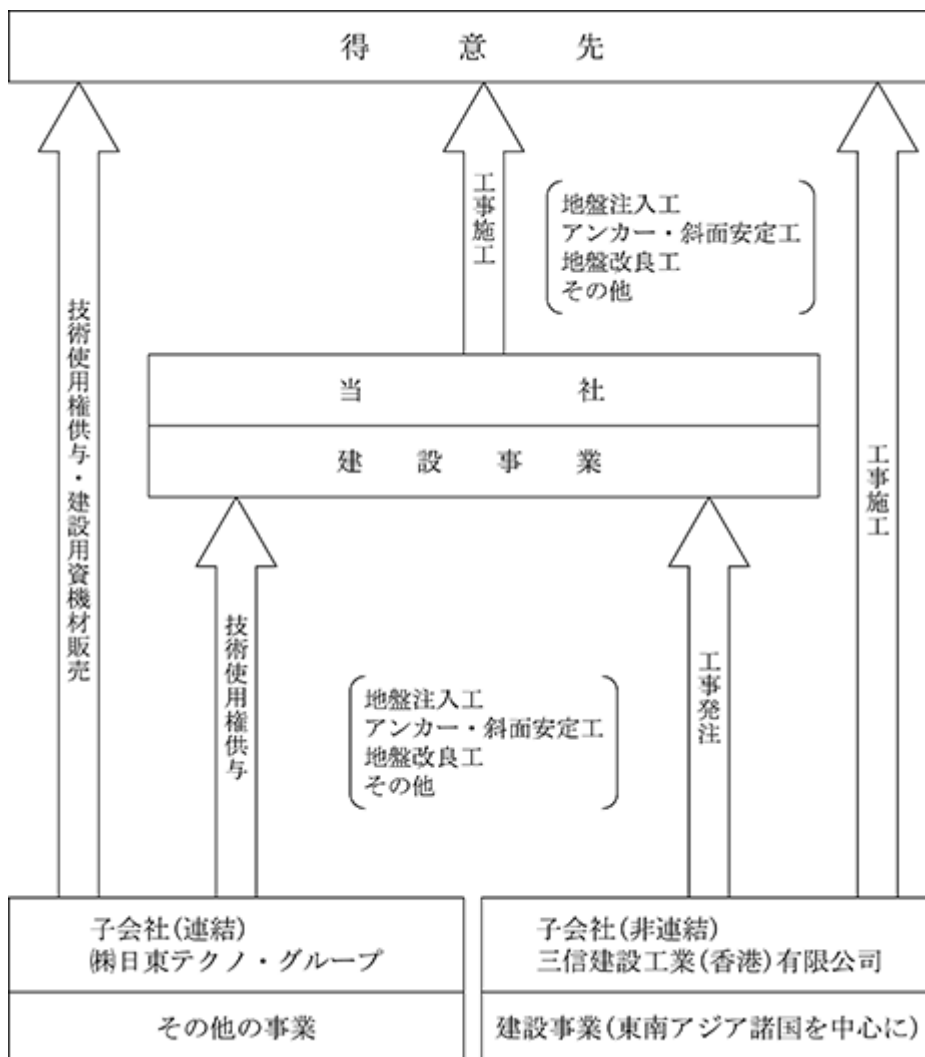 得意先
工事施工
地盤注入工
アンカー・斜面安定工
地盤改良工
その他
技術使用権供与・建設用資機材販売
当社
建設事業
工事施工
技術使用権供与
地盤注入工
アンカー・斜面安定工
地盤改良工
その他
工事発注
子会社(連結)
㈱日東テクノ・グループ
その他の事業
子会社(非連結)
三信建設工業(香港)有限公司
建設事業(東南アジア諸国を中心に)